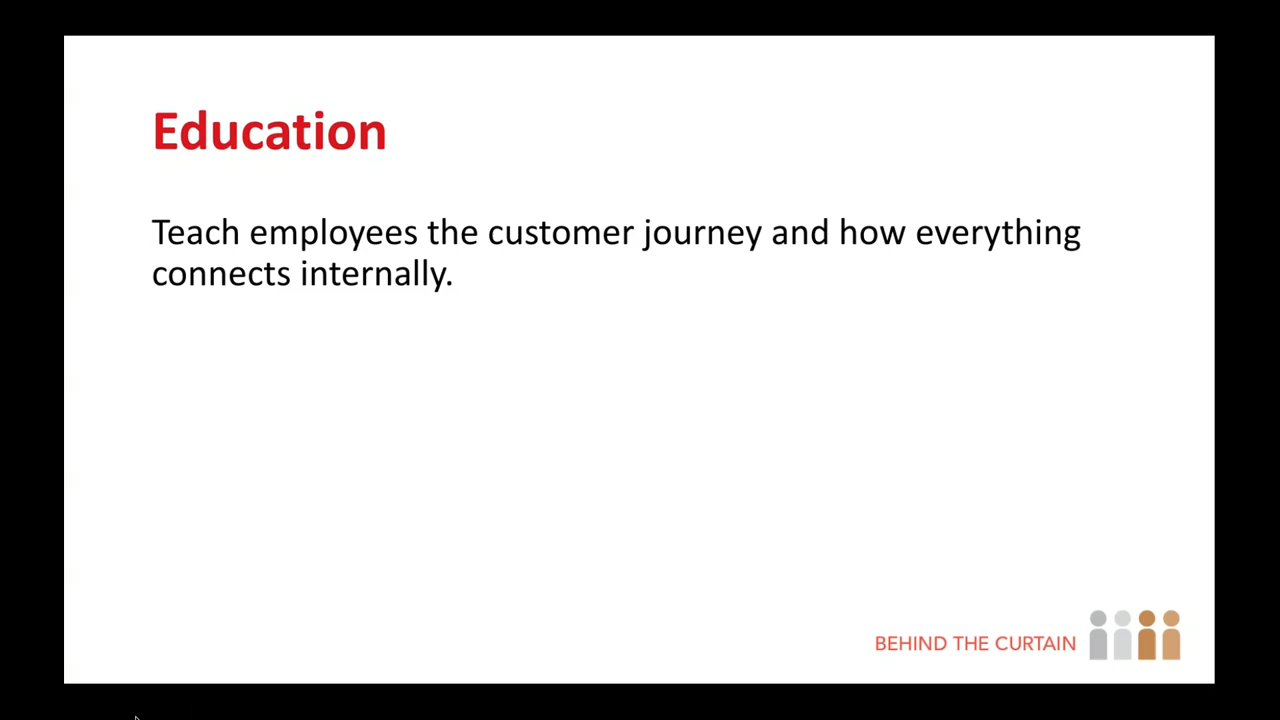 Education
Teach employees the customer journey and how everything
connects internally.
BEHIND THE CURTAIN